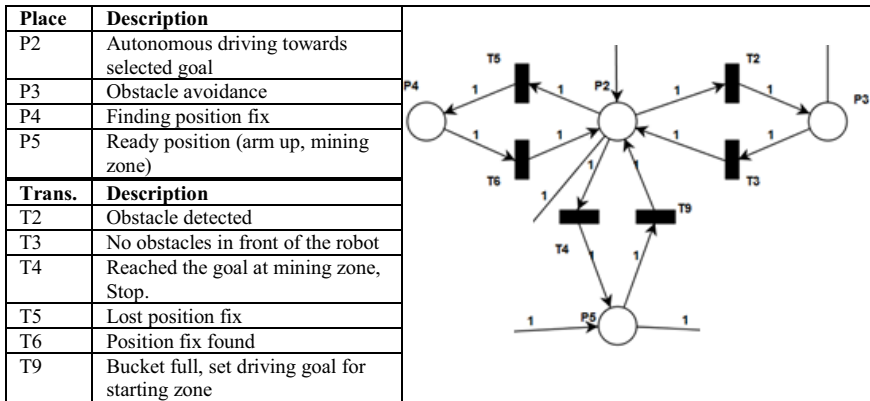 Place Description
P2 Autonomous driving towards
selected goal
P3 Obstacle avoidance
P4 Finding position fix
P5 Ready position (arm up, mining
zone)
Trans. Description
T2 Obstacle detected
T3 No obstacles in front of the robot
T4 Reached the goal at mining zone,
Stop.
T5 Lost position fix
T6 Position fix found
T9 Bucket full, set driving goal for
starting zone
T5 T2
P4 1 1 P2 1 1 P3
1 1 1 1
T6 1 1 T3
1
T9
T4
1 1
1 P5 1